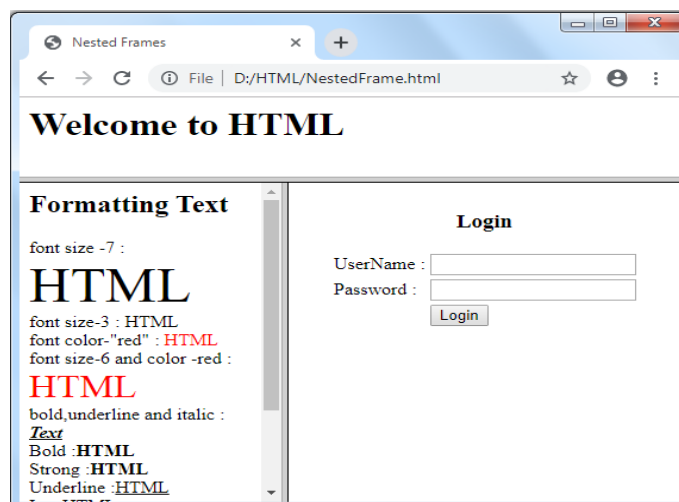 Nested Frames
File | D:/HTML/NestedFrame.html
Welcome to HTML
Formatting Text
font size -7 :
HTML
font size-3 : HTML
font color-"red" : HTML
font size-6 and color -red :
HTML
bold,underline and italic :
Text
Bold :HTML
Strong :HTML
Underline :HTML
Login
UserName :
Password :
Login